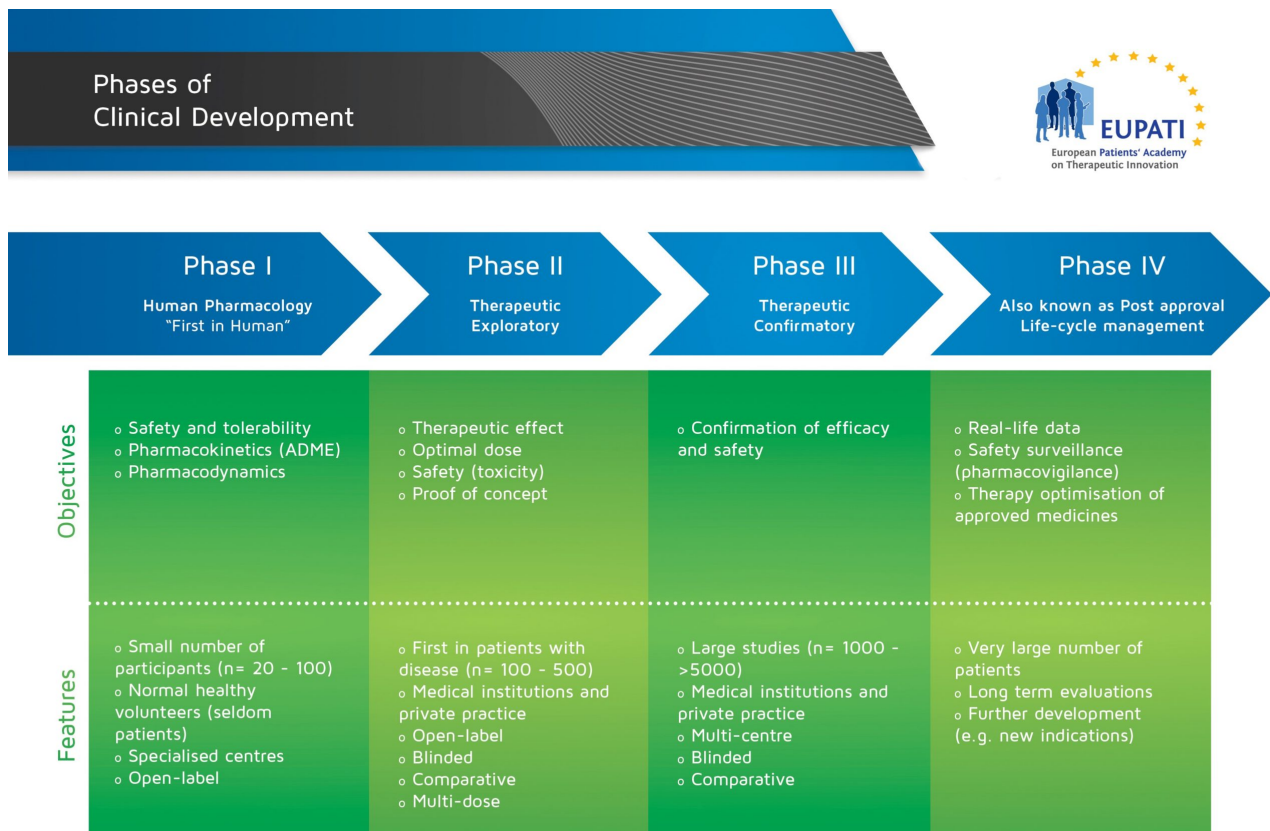 Phases of
Clinical Development
EUPATI
European Patients' Academy
on Therapeutic Innovation
Phase I
Human Pharmacology
“First in Human”
Phase II
Therapeutic
Exploratory
Phase III
Therapeutic
Confirmatory
Phase IV
Also known as Post approval
Life-cycle management
Objectives
o Safety and tolerability
o Pharmacokinetics (ADME)
o Pharmacodynamics
o Therapeutic effect
o Optimal dose
o Safety (toxicity)
o Proof of concept
o Confirmation of efficacy
and safety
o Real-life data
o Safety surveillance
(pharmacovigilance)
o Therapy optimisation of
approved medicines
Features
o Small number of
participants (n= 20 - 100)
o Normal healthy
volunteers (seldom
patients)
o Specialised centres
o Open-label
o First in patients with
disease (n= 100 - 500)
o Medical institutions and
private practice
o Open-label
o Blinded
o Comparative
o Multi-dose
o Large studies (n= 1000 -
>5000)
o Medical institutions and
private practice
o Multi-centre
o Blinded
o Comparative
o Very large number of
patients
o Long term evaluations
o Further development
(e.g. new indications)